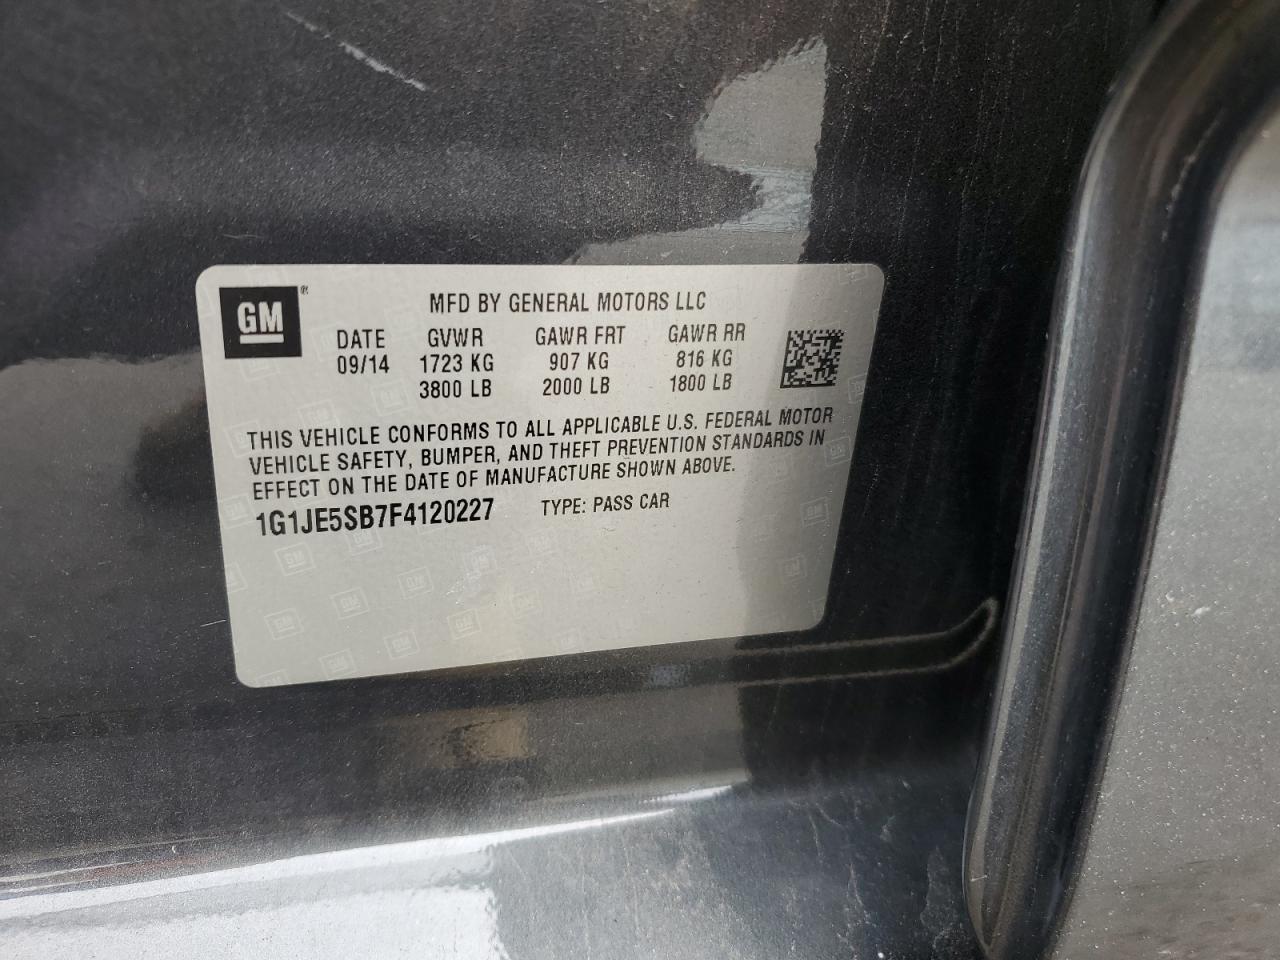 GM ®
MFD BY GENERAL MOTORS LLC
DATE GVWR GAWR FRT GAWR RR
09/14 1723 KG 907 KG 816 KG
3800 LB 2000 LB 1800 LB
THIS VEHICLE CONFORMS TO ALL APPLICABLE U.S. FEDERAL MOTOR
VEHICLE SAFETY, BUMPER, AND THEFT PREVENTION STANDARDS IN
EFFECT ON THE DATE OF MANUFACTURE SHOWN ABOVE.
1G1JE5SB7F4120227 TYPE: PASS CAR